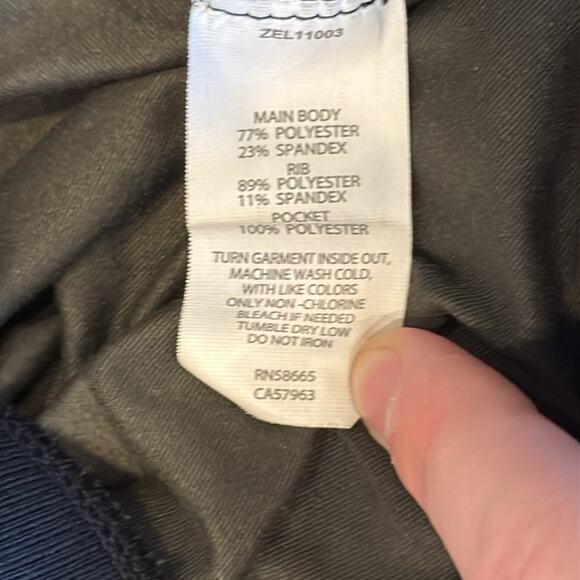 ZEL11003
MAIN BODY
77% POLYESTER
23% SPANDEX
RIB
89% POLYESTER
11% SPANDEX
POCKET
100% POLYESTER
TURN GARMENT INSIDE OUT,
MACHINE WASH COLD,
WITH LIKE COLORS
ONLY NON -CHLORINE
BLEACH IF NEEDED
TUMBLE DRY LOW
DO NOT IRON
RN58665
CA57963